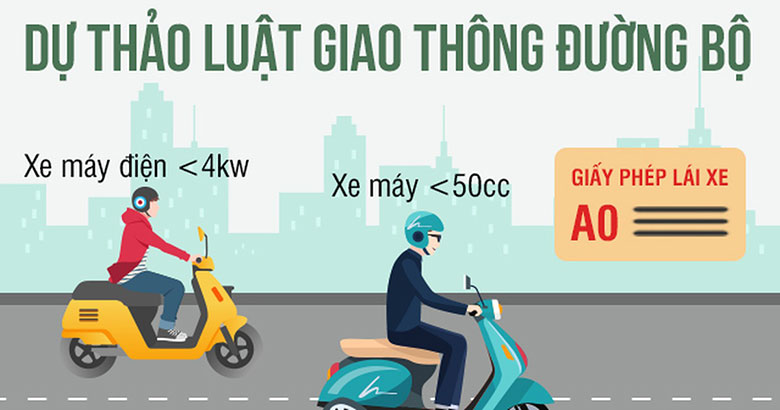 DỰ THẢO LUẬT GIAO THÔNG ĐƯỜNG BỘ
Xe máy điện <4kw
Xe máy <50cc
GIẤY PHÉP LÁI XE
A0